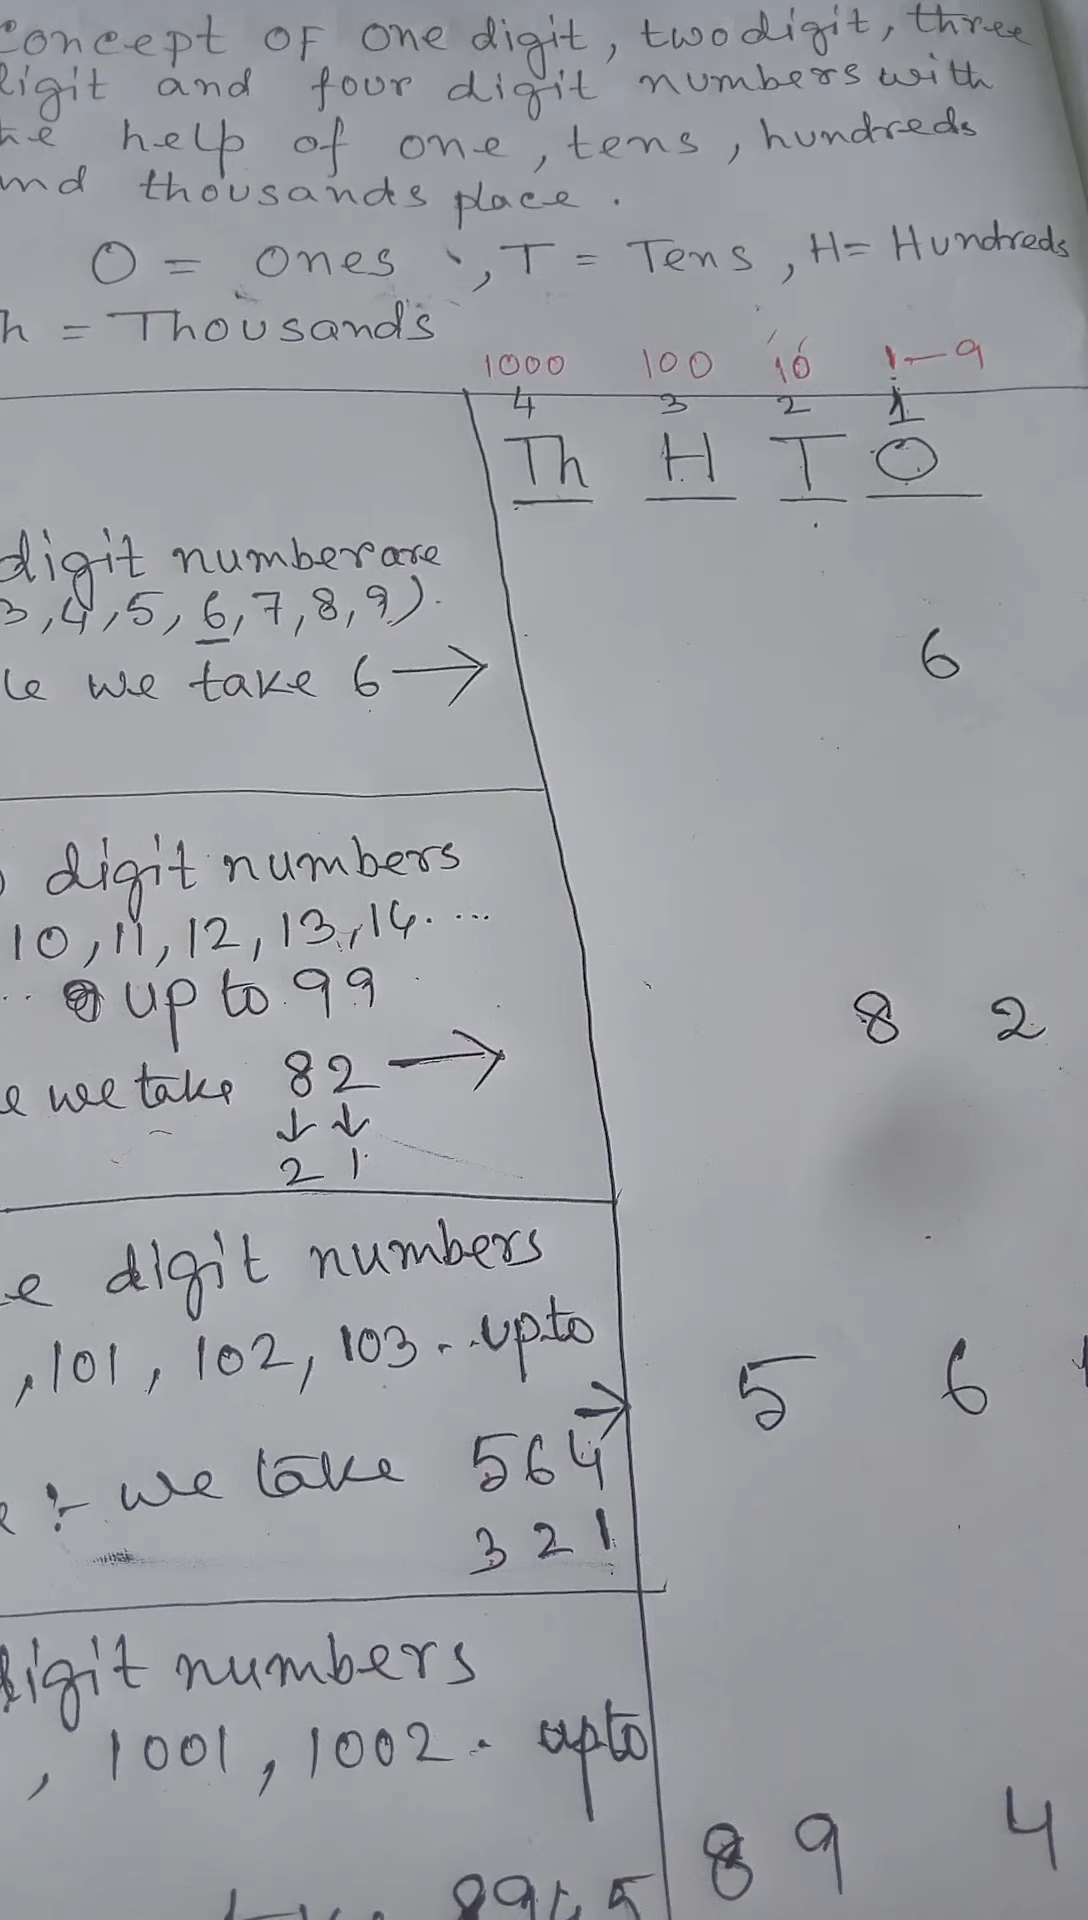 concept OF one digit, two digit, three
digit and four digit numbers with
he help of one, tens, hundreds
nd thousands place.
O = ones, T = Tens, H= Hundreds
h = Thousands
1000 100 10 1-9
4 3 2 1
Th H T O
digit number are
3,4,5,6,7,8,9).
le we take 6 → 6
digit numbers
10, 11, 12, 13, 14. ...
.. up to 99
e we take 82 → 8 2
↓ ↓
2 1
e digit numbers
, 101, 102, 103 - .. upto
→ 5 6
e :- we take 564
3 2 1
digit numbers
, 1001, 1002 - upto
8 9 4